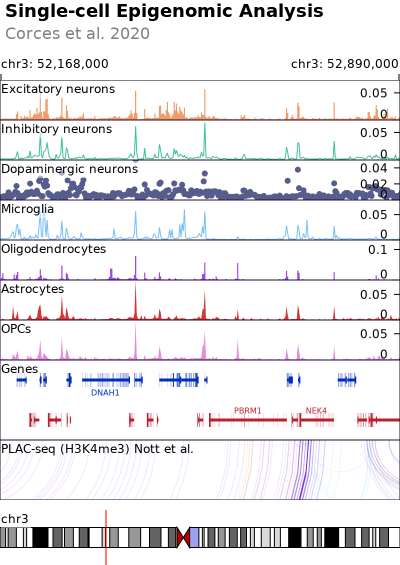 Single-cell Epigenomic Analysis
Corces et al. 2020
chr3: 52,168,000 chr3: 52,890,000
Excitatory neurons 0.05
0
Inhibitory neurons 0.05
0
Dopaminergic neurons 0.04
0.02
0
Microglia 0.05
0
Oligodendrocytes 0.1
0
Astrocytes 0.05
0
OPCs 0.05
0
Genes
DNAH1
PBRM1 NEK4
PLAC-seq (H3K4me3) Nott et al.
chr3